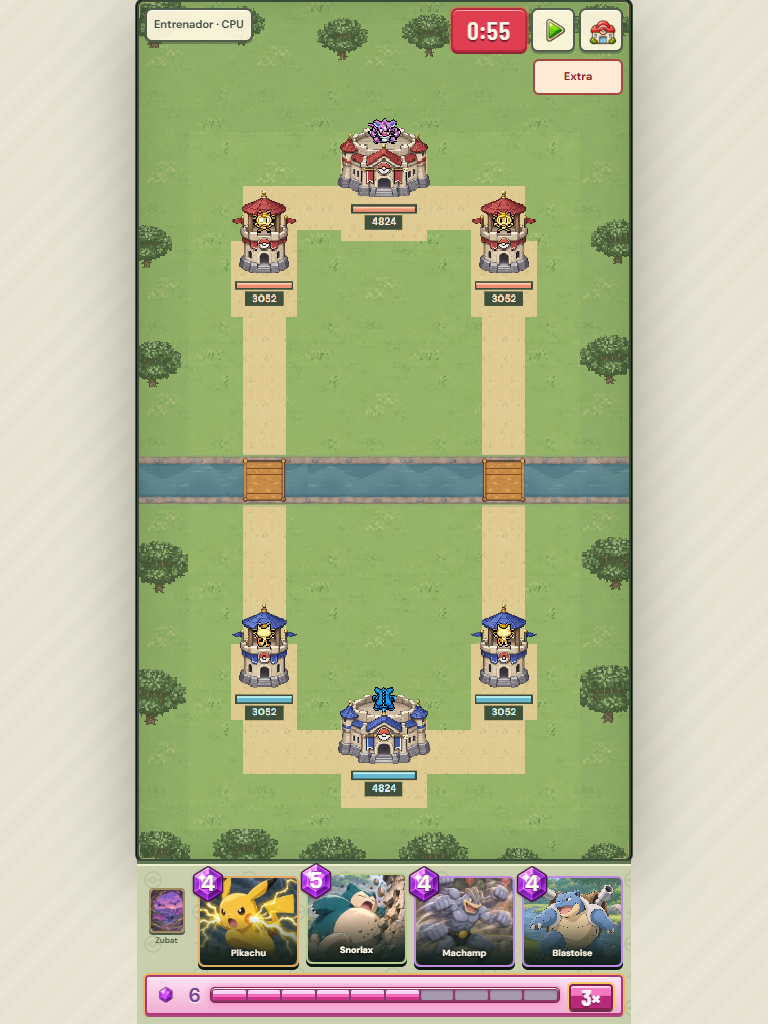 Entrenador · CPU
0:55
Extra
4824
3052
3052
3052
3052
4824
4
5
4
4
Zubat
Pikachu
Snorlax
Machamp
Blastoise
6
3×